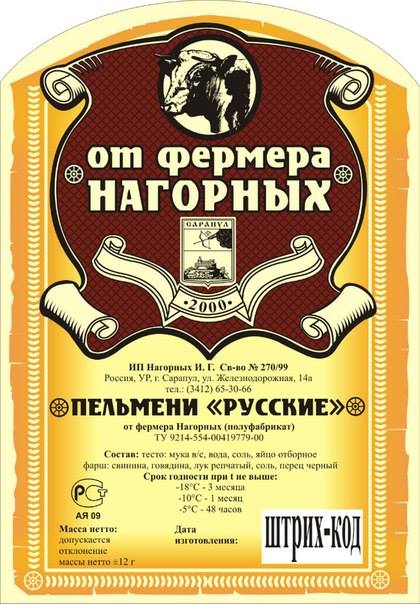 от фермера
НАГОРНЫХ
САРАПУЛ
·2000·
ИП Нагорных И. Г. Св-во № 270/99
Россия, УР, г. Сарапул, ул. Железнодорожная, 14а
тел.: (3412) 65-30-66
ПЕЛЬМЕНИ «РУССКИЕ»
от фермера Нагорных (полуфабрикат)
ТУ 9214-554-00419779-00
Состав: тесто: мука в/с, вода, соль, яйцо отборное
фарш: свинина, говядина, лук репчатый, соль, перец черный
Срок годности при t не выше:
-18°C - 3 месяца
-10°C - 1 месяц
-5°C - 48 часов
РСТ
АЯ 09
Масса нетто:
допускается
отклонение
массы нетто ±12 г
Дата
изготовления:
ШТРИХ-КОД